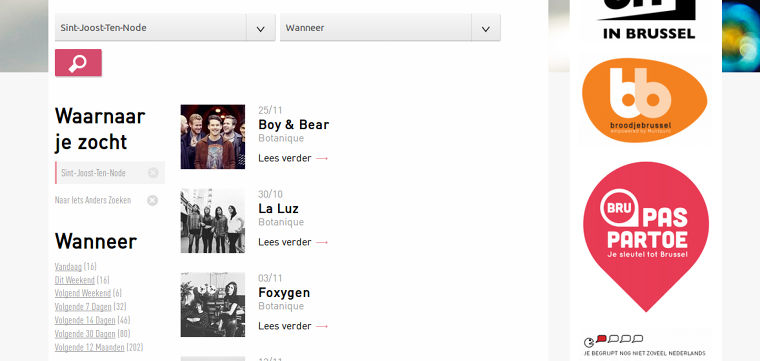 Sint-Joost-Ten-Node
Wanneer
Waarnaar
je zocht
Sint-Joost-Ten-Node
Naar Iets Anders Zoeken
Wanneer
Vandaag (16)
Dit Weekend (16)
Volgend Weekend (6)
Volgende 7 Dagen (32)
Volgende 14 Dagen (46)
Volgende 30 Dagen (80)
Volgende 12 Maanden (202)
25/11
Boy & Bear
Botanique
Lees verder
30/10
La Luz
Botanique
Lees verder
03/11
Foxygen
Botanique
Lees verder
IN BRUSSEL
bb
broodjebrussel
BRU
PAS
PARTOE
Je sleutel tot Brussel
JE BEGRIJPT NOG NIET ZOVEEL NEDERLANDS